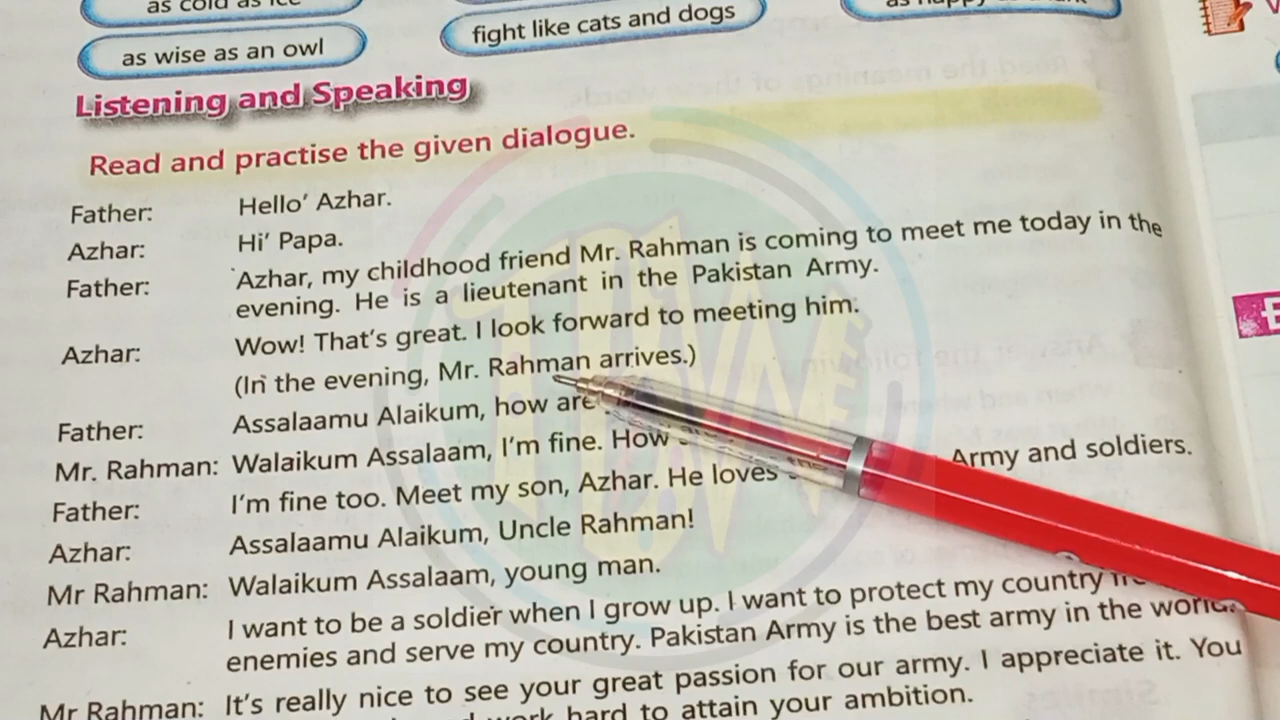 as cold as ice
as wise as an owl
fight like cats and dogs
as happy as
Listening and Speaking
Read and practise the given dialogue.
Father: Hello’ Azhar.
Azhar: Hi’ Papa.
Father: Azhar, my childhood friend Mr. Rahman is coming to meet me today in the
evening. He is a lieutenant in the Pakistan Army.
Azhar: Wow! That’s great. I look forward to meeting him.
(In the evening, Mr. Rahman arrives.)
Father: Assalaamu Alaikum, how are
Mr. Rahman: Walaikum Assalaam, I’m fine. How
Father: I’m fine too. Meet my son, Azhar. He loves the Army and soldiers.
Azhar: Assalaamu Alaikum, Uncle Rahman!
Mr Rahman: Walaikum Assalaam, young man.
Azhar: I want to be a soldier when I grow up. I want to protect my country
enemies and serve my country. Pakistan Army is the best army in the world.
Mr Rahman: It’s really nice to see your great passion for our army. I appreciate it. You
work hard to attain your ambition.